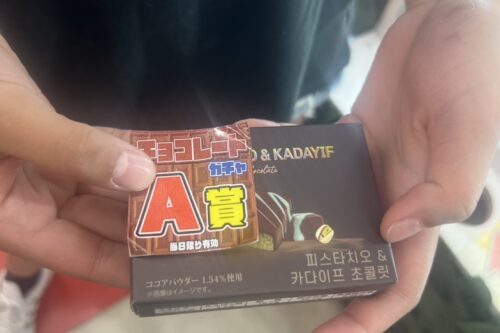 チョコレート
ガチャ
A賞
当日限り有効
& KADAYIF
피스타치오 &
카다이프 초콜릿
ココアパウダー 1.54%使用
※画像はイメージです。